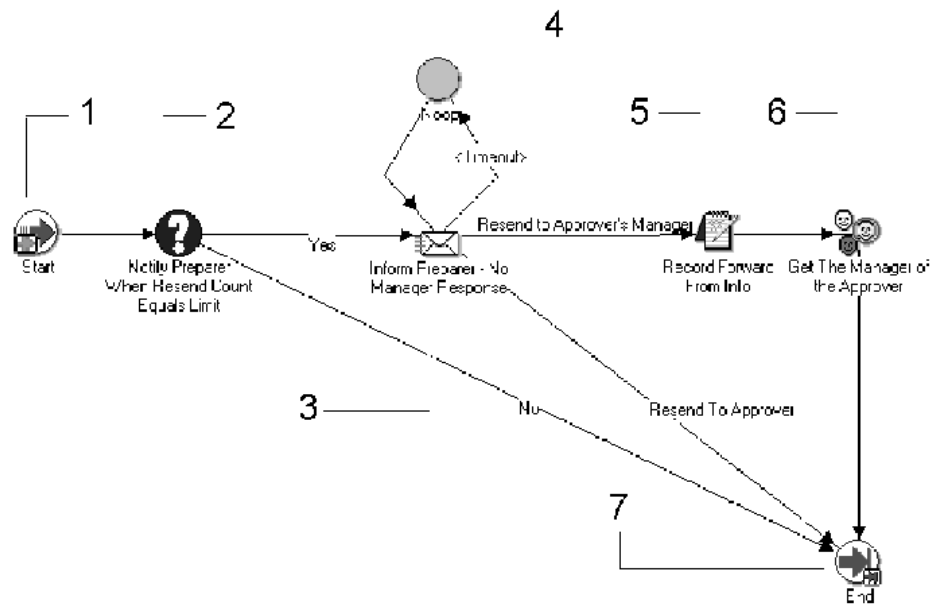 4
1
2
5
6
Noop
<Timeout>
Resend to Approver's Manager
Yes
Start
Notify Preparer
When Resend Count
Equals Limit
Inform Preparer - No
Manager Response
Record Forward
From Info
Get The Manager of
the Approver
3
No
Resend To Approver
7
End